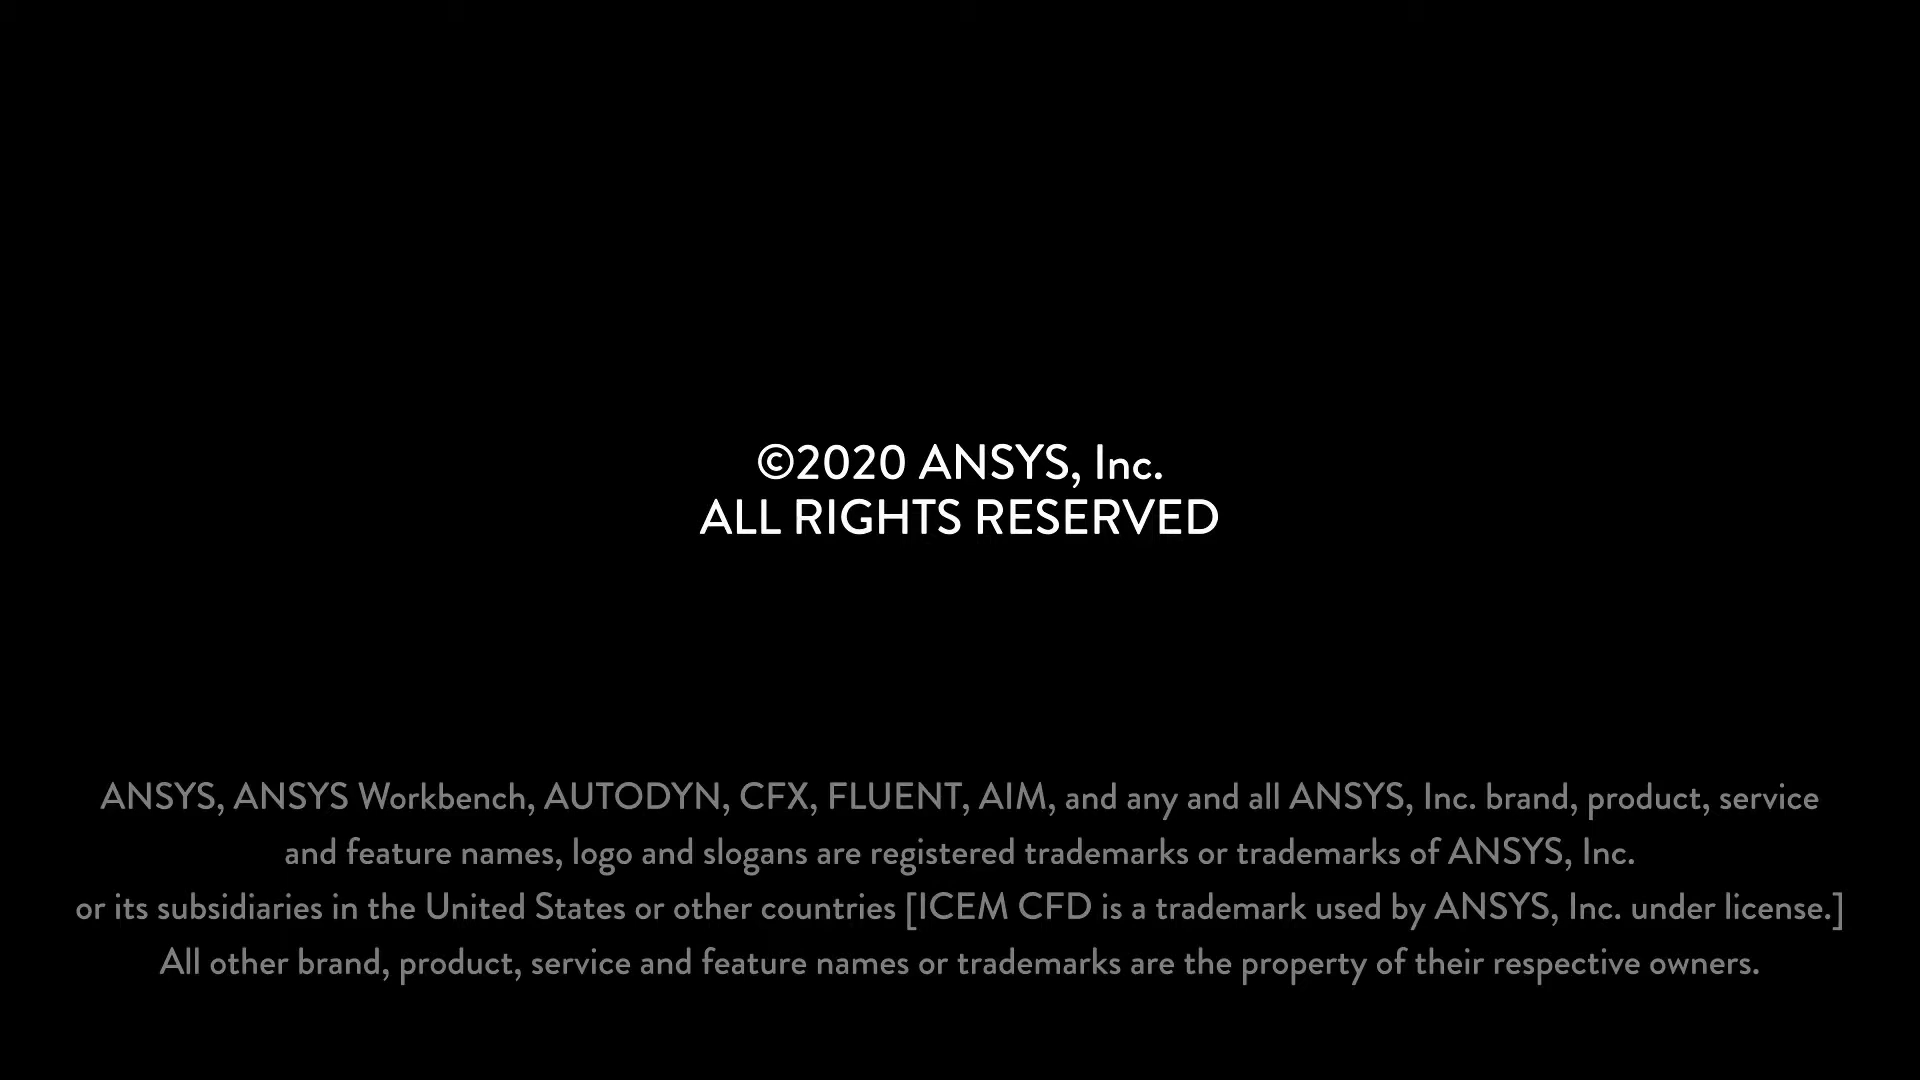 ©2020 ANSYS, Inc.
ALL RIGHTS RESERVED
ANSYS, ANSYS Workbench, AUTODYN, CFX, FLUENT, AIM, and any and all ANSYS, Inc. brand, product, service
and feature names, logo and slogans are registered trademarks or trademarks of ANSYS, Inc.
or its subsidiaries in the United States or other countries [ICEM CFD is a trademark used by ANSYS, Inc. under license.]
All other brand, product, service and feature names or trademarks are the property of their respective owners.